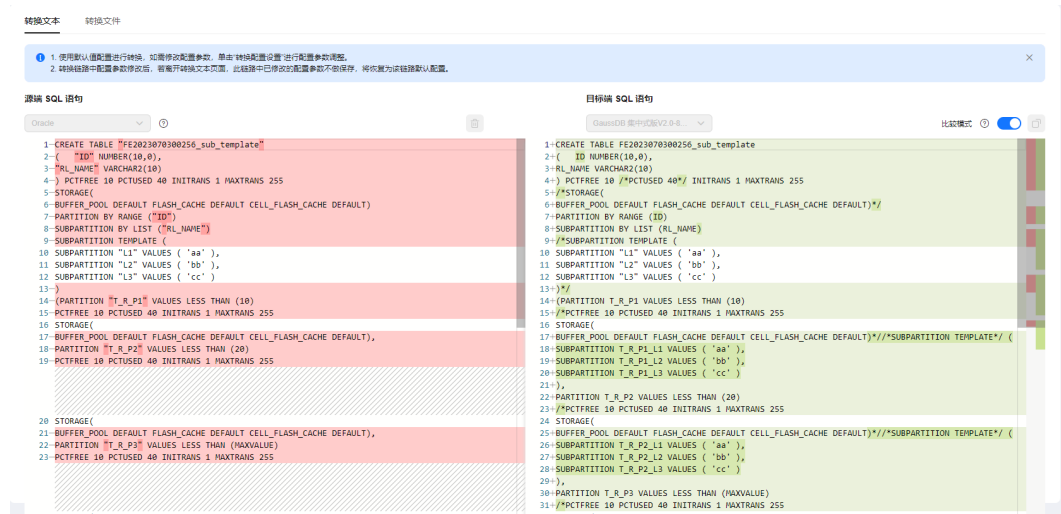 转换文本 转换文件
1. 使用默认值配置进行转换，如需修改配置参数，单击“转换配置设置”进行配置参数调整。
2. 转换链路中配置参数修改后，若离开转换文本页面，此链路中已修改的配置参数不做保存，将恢复为该链路默认配置。
源端 SQL 语句
Oracle
1-CREATE TABLE "FE2023070300256_sub_template"
2-( "ID" NUMBER(10,0),
3-"RL_NAME" VARCHAR2(10)
4-) PCTFREE 10 PCTUSED 40 INITRANS 1 MAXTRANS 255
5-STORAGE(
6-BUFFER_POOL DEFAULT FLASH_CACHE DEFAULT CELL_FLASH_CACHE DEFAULT)
7-PARTITION BY RANGE ("ID")
8-SUBPARTITION BY LIST ("RL_NAME")
9-SUBPARTITION TEMPLATE (
10 SUBPARTITION "L1" VALUES ( 'aa' ),
11 SUBPARTITION "L2" VALUES ( 'bb' ),
12 SUBPARTITION "L3" VALUES ( 'cc' )
13-)
14-(PARTITION "T_R_P1" VALUES LESS THAN (10)
15-PCTFREE 10 PCTUSED 40 INITRANS 1 MAXTRANS 255
16 STORAGE(
17-BUFFER_POOL DEFAULT FLASH_CACHE DEFAULT CELL_FLASH_CACHE DEFAULT),
18-PARTITION "T_R_P2" VALUES LESS THAN (20)
19-PCTFREE 10 PCTUSED 40 INITRANS 1 MAXTRANS 255
20 STORAGE(
21-BUFFER_POOL DEFAULT FLASH_CACHE DEFAULT CELL_FLASH_CACHE DEFAULT),
22-PARTITION "T_R_P3" VALUES LESS THAN (MAXVALUE)
23-PCTFREE 10 PCTUSED 40 INITRANS 1 MAXTRANS 255
目标端 SQL 语句
GaussDB 集中式版V2.0-8... 比较模式
1+CREATE TABLE FE2023070300256_sub_template
2+( ID NUMBER(10,0),
3+RL_NAME VARCHAR2(10)
4+) PCTFREE 10 /*PCTUSED 40*/ INITRANS 1 MAXTRANS 255
5+/*STORAGE(
6+BUFFER_POOL DEFAULT FLASH_CACHE DEFAULT CELL_FLASH_CACHE DEFAULT)*/
7+PARTITION BY RANGE (ID)
8+SUBPARTITION BY LIST (RL_NAME)
9+/*SUBPARTITION TEMPLATE (
10 SUBPARTITION "L1" VALUES ( 'aa' ),
11 SUBPARTITION "L2" VALUES ( 'bb' ),
12 SUBPARTITION "L3" VALUES ( 'cc' )
13+)*/
14+(PARTITION T_R_P1 VALUES LESS THAN (10)
15+/*PCTFREE 10 PCTUSED 40 INITRANS 1 MAXTRANS 255
16 STORAGE(
17+BUFFER_POOL DEFAULT FLASH_CACHE DEFAULT CELL_FLASH_CACHE DEFAULT)*//*SUBPARTITION TEMPLATE*/ (
18+SUBPARTITION T_R_P1_L1 VALUES ( 'aa' ),
19+SUBPARTITION T_R_P1_L2 VALUES ( 'bb' ),
20+SUBPARTITION T_R_P1_L3 VALUES ( 'cc' )
21+),
22+PARTITION T_R_P2 VALUES LESS THAN (20)
23+/*PCTFREE 10 PCTUSED 40 INITRANS 1 MAXTRANS 255
24 STORAGE(
25+BUFFER_POOL DEFAULT FLASH_CACHE DEFAULT CELL_FLASH_CACHE DEFAULT)*//*SUBPARTITION TEMPLATE*/ (
26+SUBPARTITION T_R_P2_L1 VALUES ( 'aa' ),
27+SUBPARTITION T_R_P2_L2 VALUES ( 'bb' ),
28+SUBPARTITION T_R_P2_L3 VALUES ( 'cc' )
29+),
30+PARTITION T_R_P3 VALUES LESS THAN (MAXVALUE)
31+/*PCTFREE 10 PCTUSED 40 INITRANS 1 MAXTRANS 255